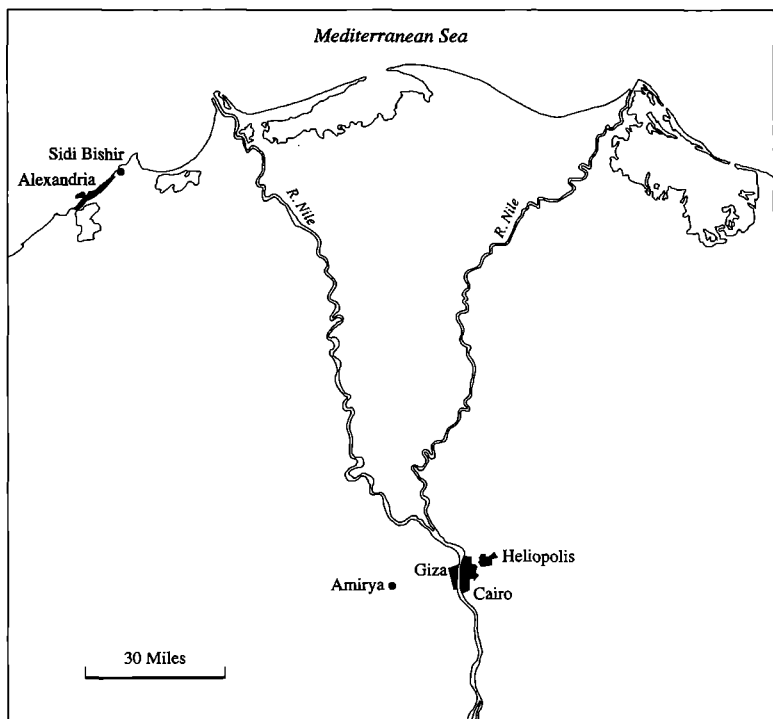 Mediterranean Sea
Sidi Bishir
Alexandria
R. Nile
R. Nile
Heliopolis
Giza
Amirya
Cairo
30 Miles